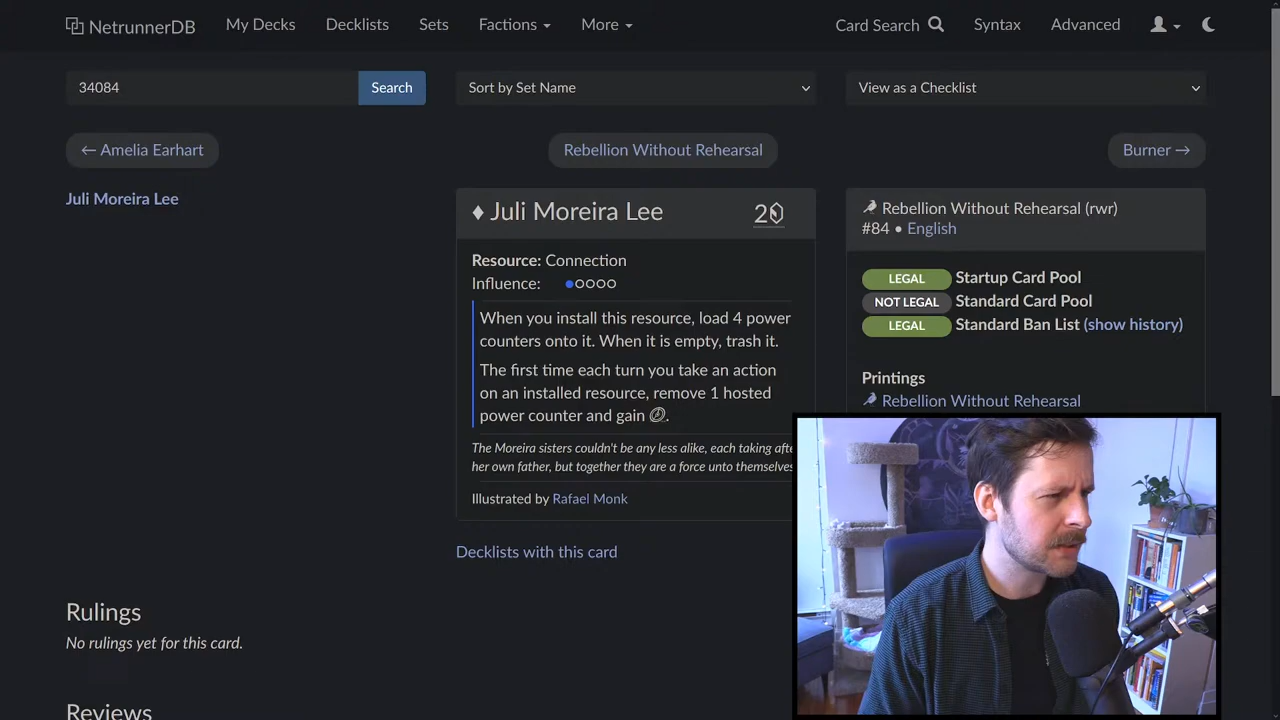 NetrunnerDB My Decks Decklists Sets Factions More Card Search Syntax Advanced
34084 Search Sort by Set Name View as a Checklist
← Amelia Earhart Rebellion Without Rehearsal Burner →
Juli Moreira Lee
♦ Juli Moreira Lee 2
Resource: Connection
Influence:
When you install this resource, load 4 power
counters onto it. When it is empty, trash it.
The first time each turn you take an action
on an installed resource, remove 1 hosted
power counter and gain
The Moreira sisters couldn't be any less alike, each taking afte
her own father, but together they are a force unto themselves
Illustrated by Rafael Monk
Decklists with this card
Rebellion Without Rehearsal (rwr)
#84 • English
LEGAL Startup Card Pool
NOT LEGAL Standard Card Pool
LEGAL Standard Ban List (show history)
Printings
Rebellion Without Rehearsal
Rulings
No rulings yet for this card.
Reviews